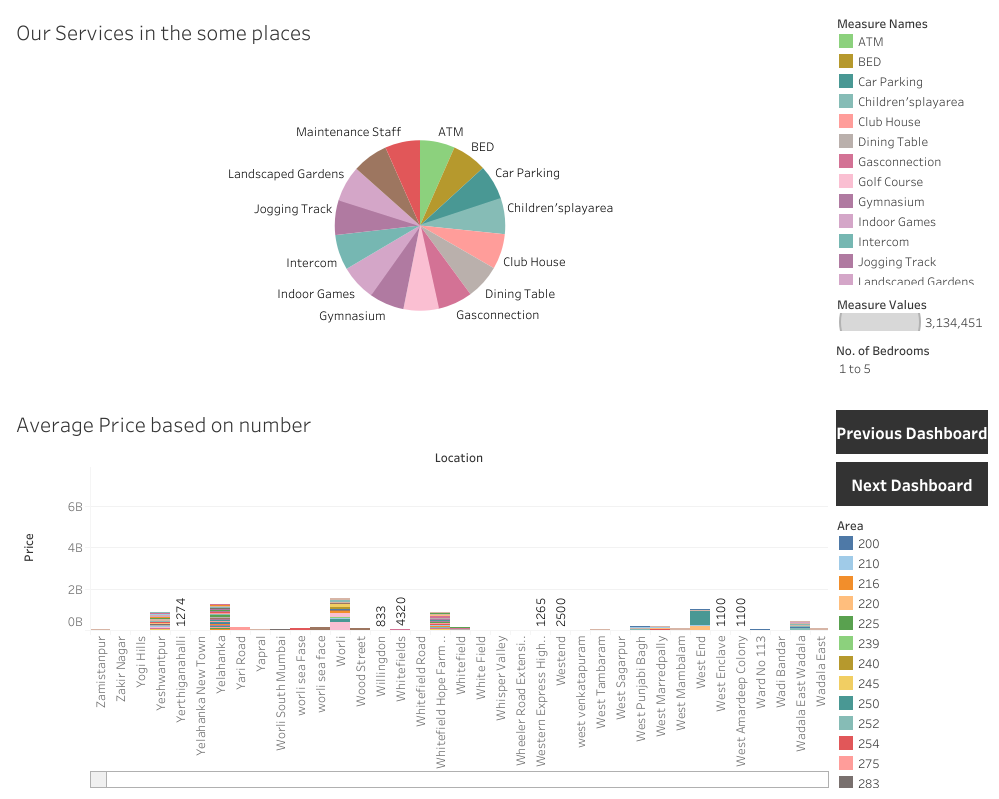 Our Services in the some places
Maintenance Staff
ATM
BED
Landscaped Gardens
Car Parking
Jogging Track
Children'splayarea
Intercom
Club House
Indoor Games
Dining Table
Gymnasium
Gasconnection
Measure Names
ATM
BED
Car Parking
Children'splayarea
Club House
Dining Table
Gasconnection
Golf Course
Gymnasium
Indoor Games
Intercom
Jogging Track
Landscaped Gardens
Measure Values
3,134,451
No. of Bedrooms
1 to 5
Average Price based on number
Location
Price
6B
4B
2B
0B
1274
833
4320
1265
2500
1100
1100
Zamistanpur
Zakir Nagar
Yogi Hills
Yeshwantpur
Yerthiganahalli
Yelahanka New Town
Yelahanka
Yari Road
Yapral
Worli South Mumbai
worli sea Fase
worli sea face
Worli
Wood Street
Willingdon
Whitefields
Whitefield Road
Whitefield Hope Farm ..
Whitefield
White Field
Whisper Valley
Wheeler Road Extensi..
Western Express High..
Westend
west venkatapuram
West Tambaram
West Sagarpur
West Punjabi Bagh
West Marredpally
West Mambalam
West End
West Enclave
West Amardeep Colony
Ward No 113
Wadi Bandar
Wadala East Wadala
Wadala East
Previous Dashboard
Next Dashboard
Area
200
210
216
220
225
239
240
245
250
252
254
275
283